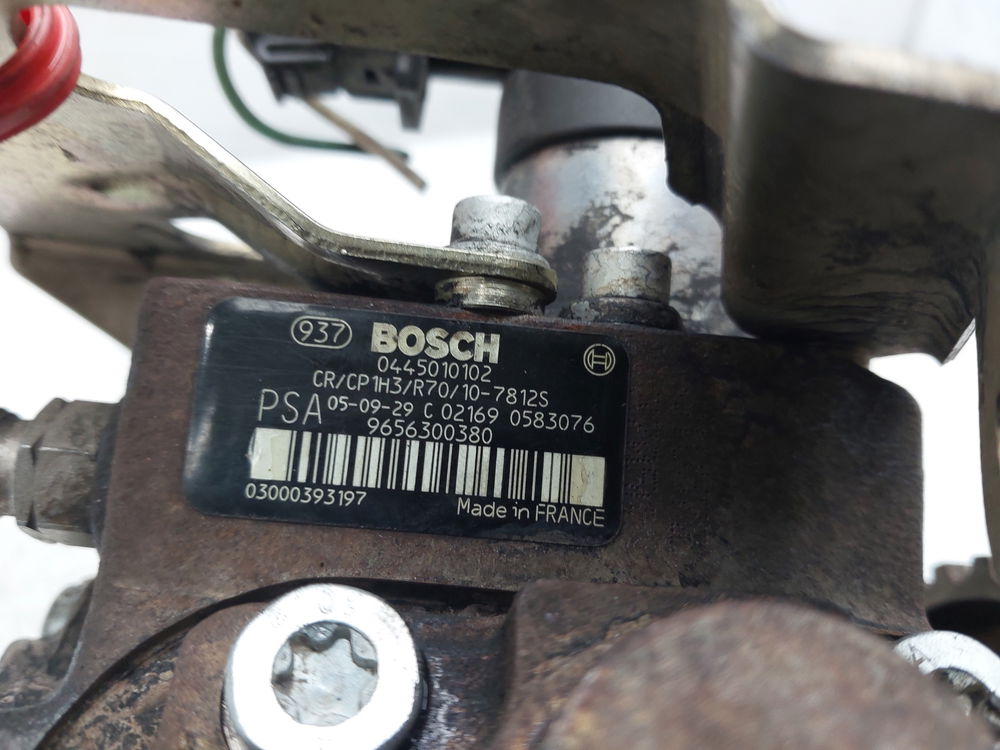 937 BOSCH
0445010102
CR/CP1H3/R70/10-7812S
PSA 05-09-29 C 02169 0583076
9656300380
03000393197
Made in FRANCE